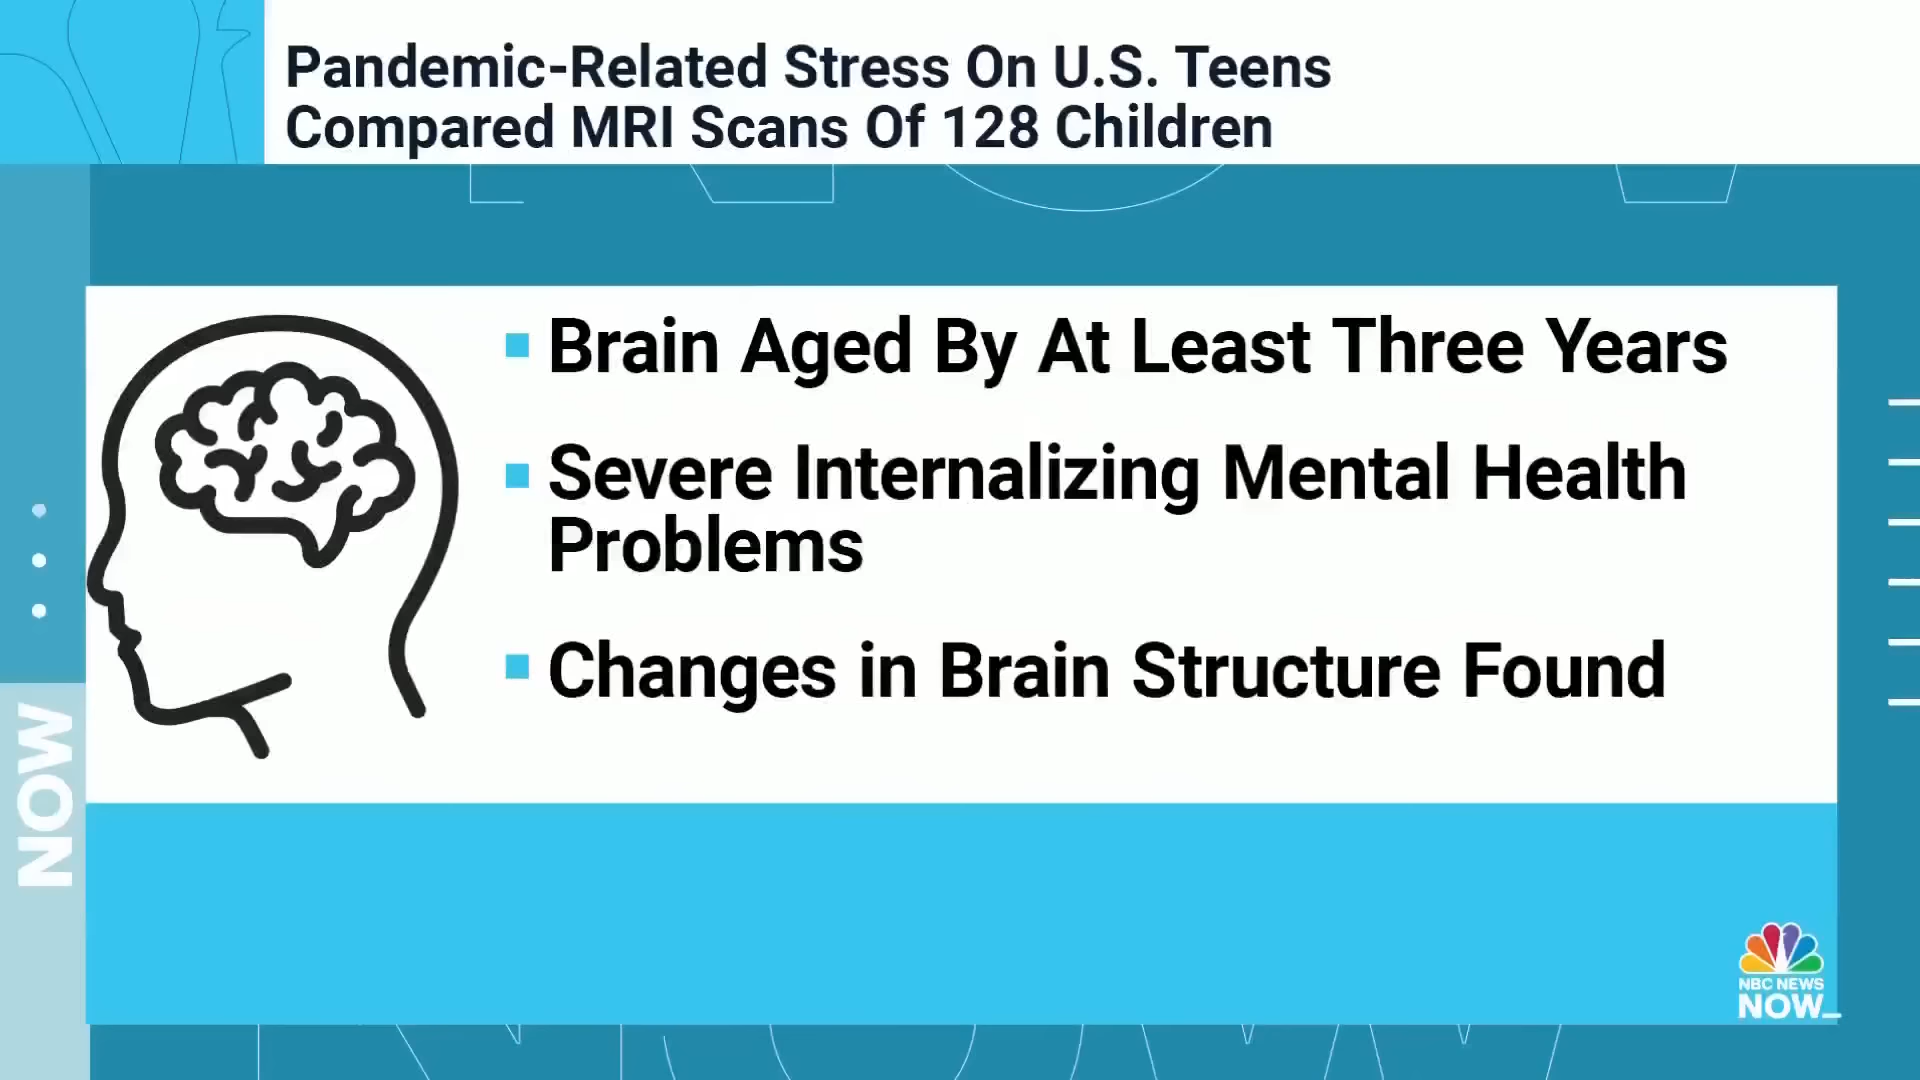 Pandemic-Related Stress On U.S. Teens
Compared MRI Scans Of 128 Children
Brain Aged By At Least Three Years
Severe Internalizing Mental Health
Problems
Changes in Brain Structure Found
NOW
NBC NEWS
NOW_